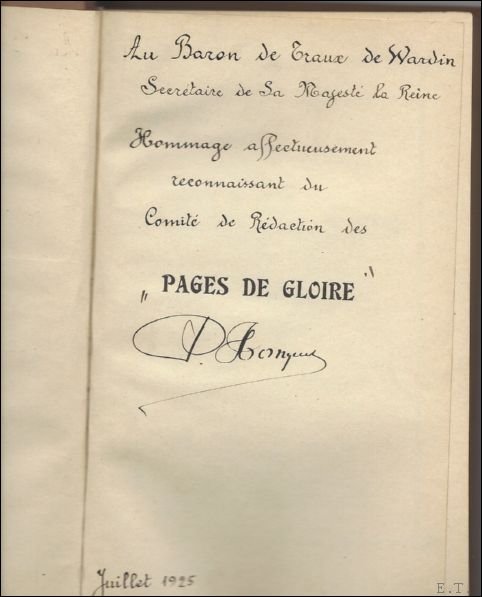 Au Baron de Traux de Wardin
Secrétaire de Sa Majesté la Reine
Hommage affectueusement
reconnaissant du
Comité de Rédaction des
„ PAGES DE GLOIRE "
Juillet 1925
E.T.